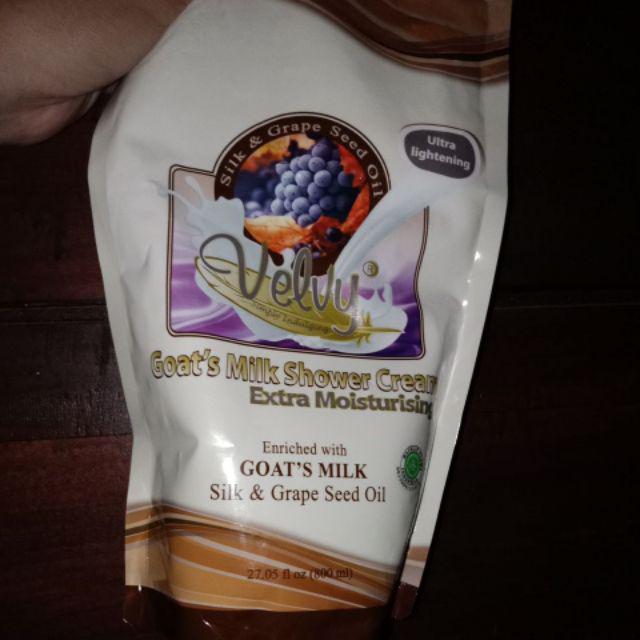 Silk & Grape Seed Oil
Ultra
lightening
Velvy®
Goat's Milk Shower Cream
Extra Moisturising
Enriched with
GOAT'S MILK
Silk & Grape Seed Oil
27.05 fl oz (800 ml)